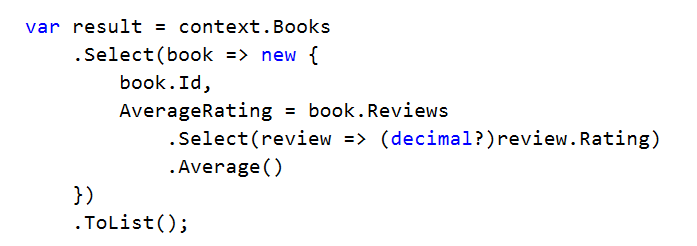 var result = context.Books
    .Select(book => new {
        book.Id,
        AverageRating = book.Reviews
            .Select(review => (decimal?)review.Rating)
            .Average()
    })
    .ToList();